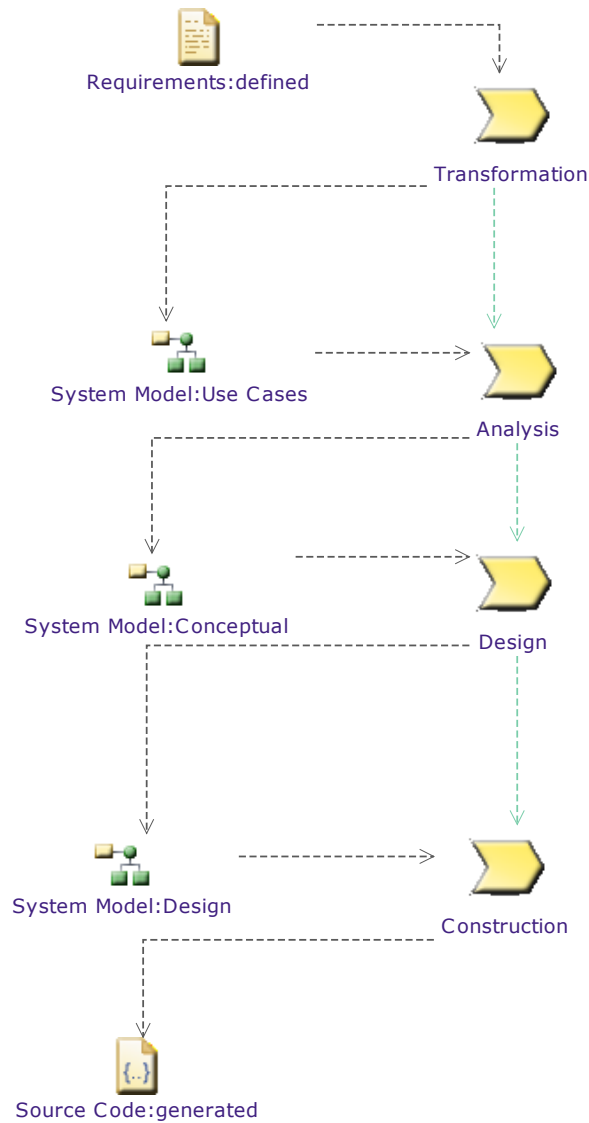 Requirements:defined
Transformation
System Model:Use Cases
Analysis
System Model:Conceptual
Design
System Model:Design
Construction
{..}
Source Code:generated